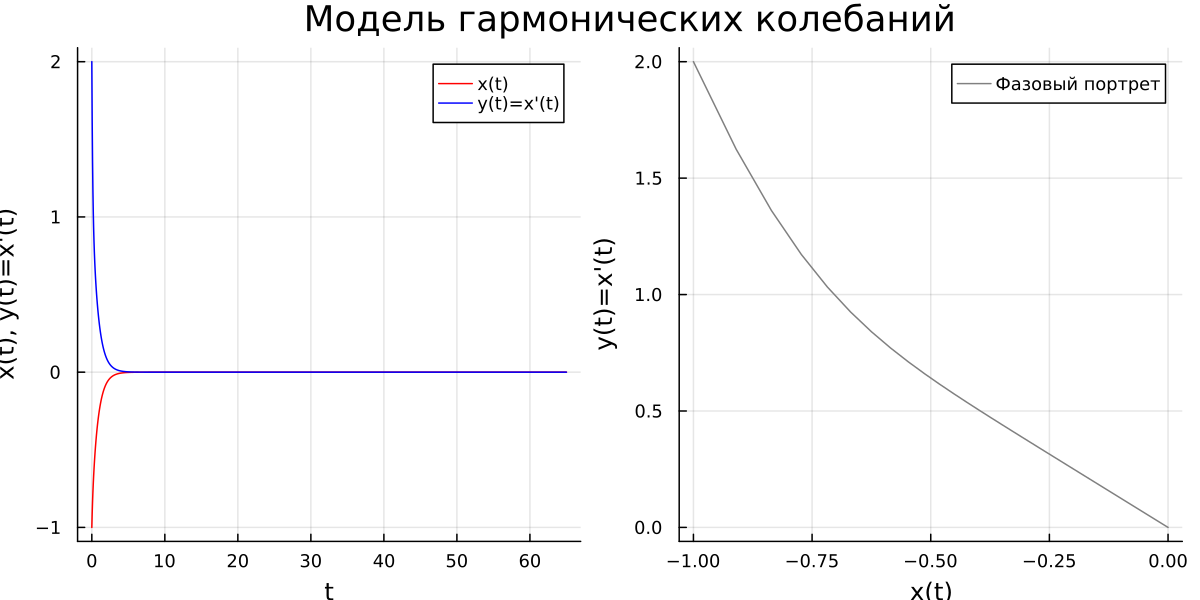 Модель гармонических колебаний
x(t), y(t)=x'(t)
2
1
0
−1
0 10 20 30 40 50 60
t
x(t)
y(t)=x'(t)
y(t)=x'(t)
2.0
1.5
1.0
0.5
0.0
−1.00 −0.75 −0.50 −0.25 0.00
x(t)
Фазовый портрет